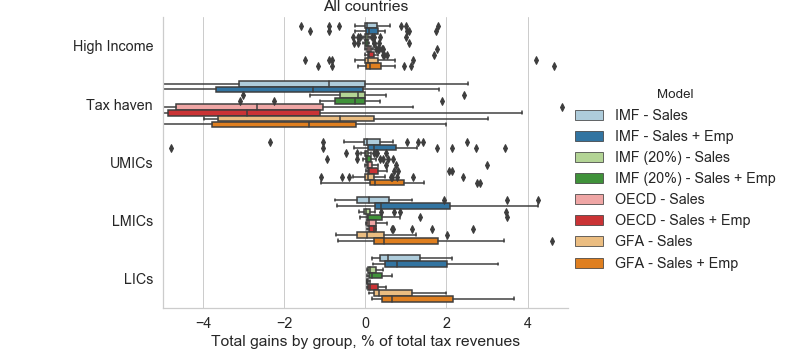 All countries
High Income
Tax haven
UMICs
LMICs
LICs
−4 −2 0 2 4
Total gains by group, % of total tax revenues
Model
IMF - Sales
IMF - Sales + Emp
IMF (20%) - Sales
IMF (20%) - Sales + Emp
OECD - Sales
OECD - Sales + Emp
GFA - Sales
GFA - Sales + Emp